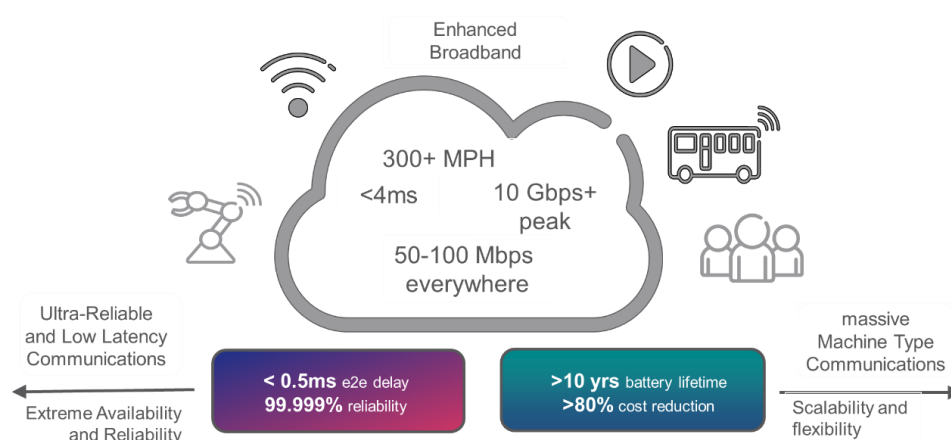 Enhanced
Broadband
300+ MPH
<4ms
10 Gbps+
peak
50-100 Mbps
everywhere
Ultra-Reliable
and Low Latency
Communications
< 0.5ms e2e delay
99.999% reliability
>10 yrs battery lifetime
>80% cost reduction
massive
Machine Type
Communications
Extreme Availability
and Reliability
Scalability and
flexibility